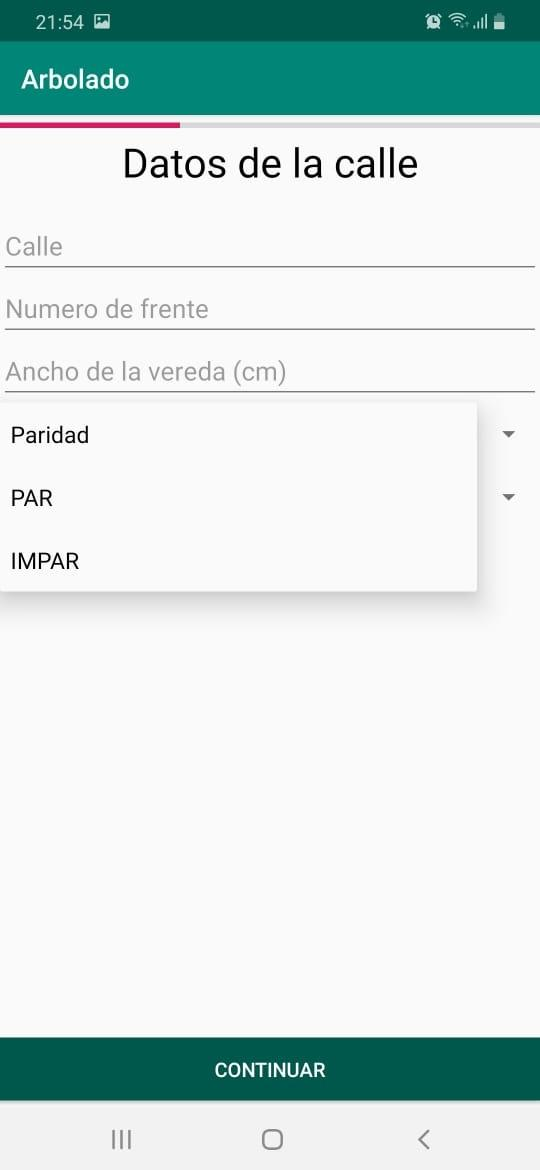 21:54
Arbolado
Datos de la calle
Calle
Numero de frente
Ancho de la vereda (cm)
Paridad
PAR
IMPAR
CONTINUAR